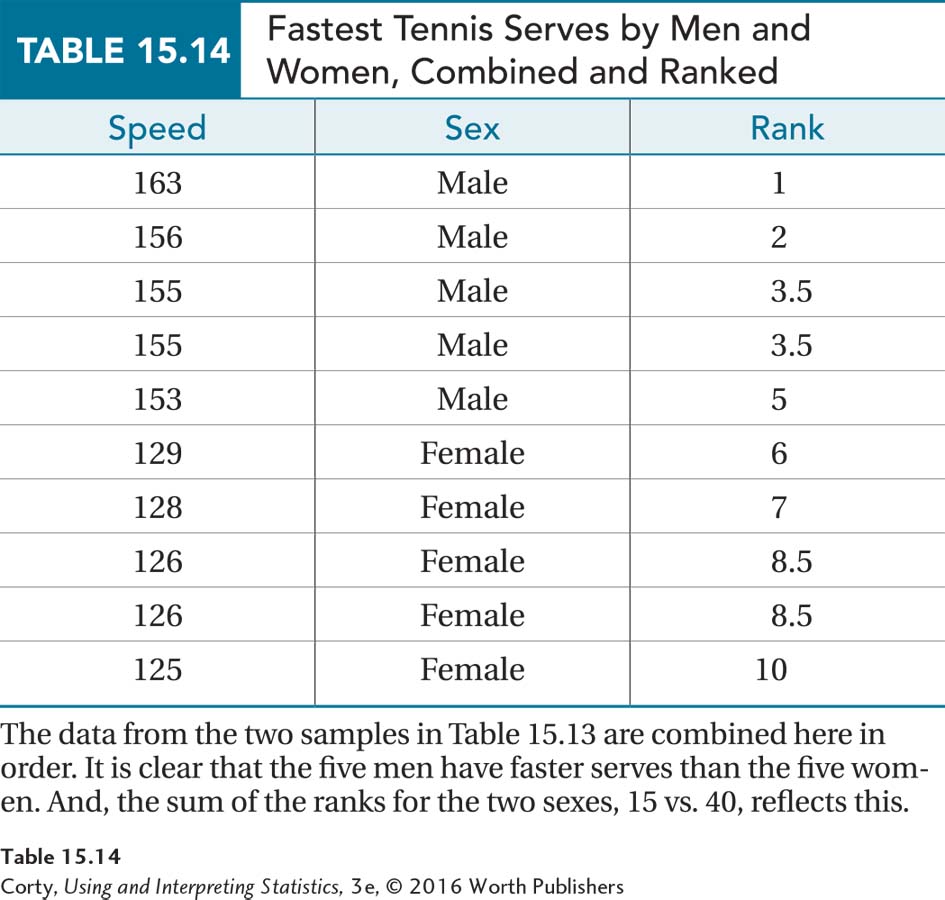 TABLE 15.14
Fastest Tennis Serves by Men and
Women, Combined and Ranked
Speed Sex Rank
163 Male 1
156 Male 2
155 Male 3.5
155 Male 3.5
153 Male 5
129 Female 6
128 Female 7
126 Female 8.5
126 Female 8.5
125 Female 10
The data from the two samples in Table 15.13 are combined here in
order. It is clear that the five men have faster serves than the five wom-
en. And, the sum of the ranks for the two sexes, 15 vs. 40, reflects this.
Table 15.14
Corty, Using and Interpreting Statistics, 3e, © 2016 Worth Publishers